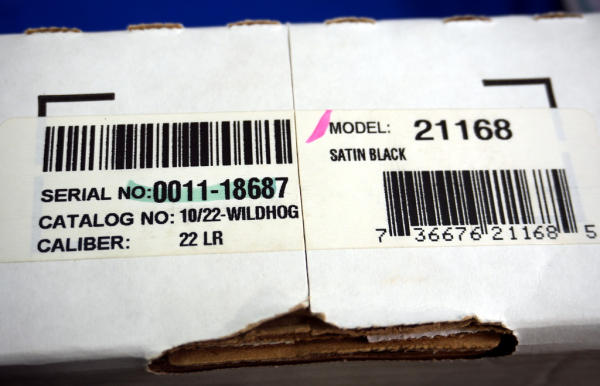 SERIAL NO: 0011-18687
CATALOG NO: 10/22-WILDHOG
CALIBER: 22 LR
MODEL: 21168
SATIN BLACK
7 36676 21168 5